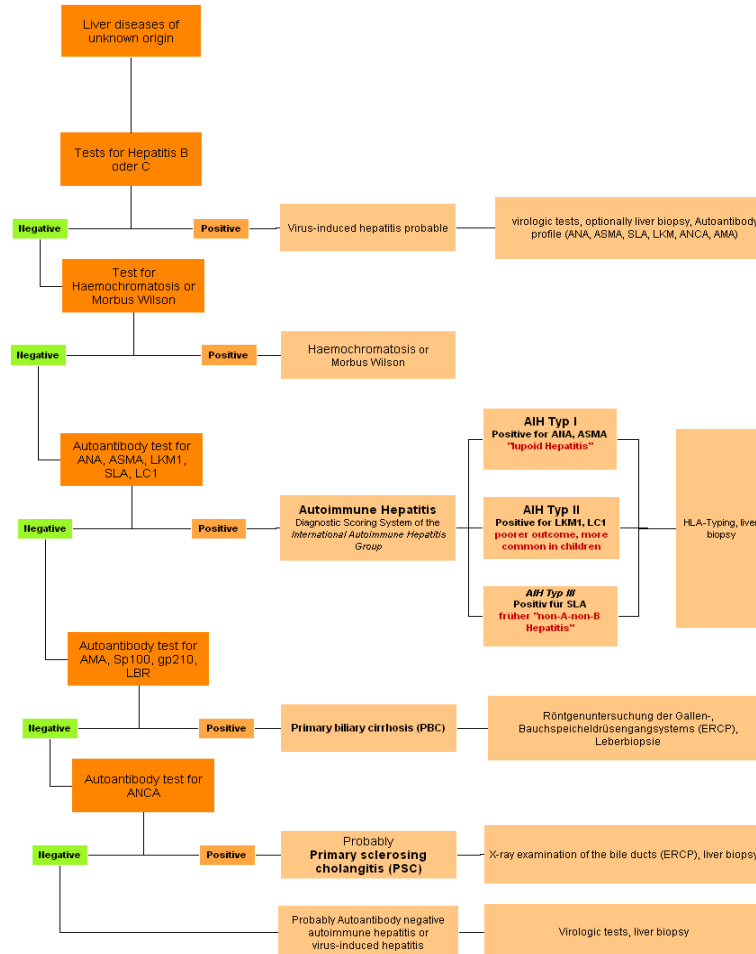 Liver diseases of
unknown origin
Tests for Hepatitis B
oder C
Negative
Positive
Virus-induced hepatitis probable
virologic tests, optionally liver biopsy, Autoantibody
profile (ANA, ASMA, SLA, LKM, ANCA, AMA)
Test for
Haemochromatosis or
Morbus Wilson
Negative
Positive
Haemochromatosis or
Morbus Wilson
Autoantibody test for
ANA, ASMA, LKM1,
SLA, LC1
Negative
Positive
Autoimmune Hepatitis
Diagnostic Scoring System of the
International Autoimmune Hepatitis
Group
AIH Typ I
Positive for ANA, ASMA
"lupoid Hepatitis"
AIH Typ II
Positive for LKM1, LC1
poorer outcome, more
common in children
AIH Typ III
Positiv für SLA
früher "non-A-non-B
Hepatitis"
HLA-Typing, liver
biopsy
Autoantibody test for
AMA, Sp100, gp210,
LBR
Negative
Positive
Primary biliary cirrhosis (PBC)
Röntgenuntersuchung der Gallen-,
Bauchspeicheldrüsengangsystems (ERCP),
Leberbiopsie
Autoantibody test for
ANCA
Negative
Positive
Probably
Primary sclerosing
cholangitis (PSC)
X-ray examination of the bile ducts (ERCP), liver biopsy
Probably Autoantibody negative
autoimmune hepatitis or
virus-induced hepatitis
Virologic tests, liver biopsy